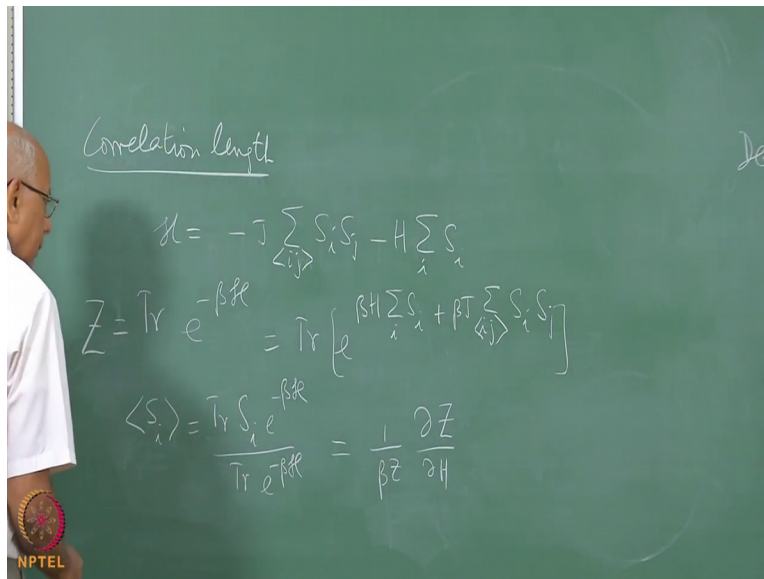 Correlation length
ℋ = - J ∑_{<ij>} S_i S_j - H ∑_i S_i
Z = Tr e^{-βℋ} = Tr [e^{βH ∑_i S_i + βJ ∑_{<ij>} S_i S_j}]
<S_i> = Tr S_i e^{-βℋ} / Tr e^{-βℋ} = 1/βZ ∂Z/∂H
De
NPTEL